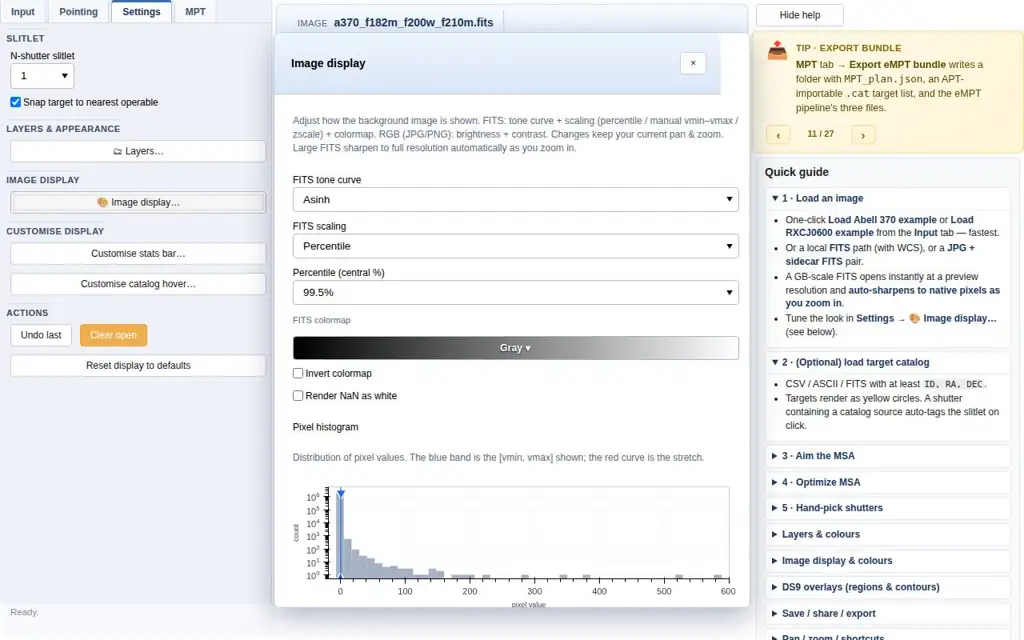 Input Pointing Settings MPT
SLITLET
N-shutter slitlet
1
Snap target to nearest operable
LAYERS & APPEARANCE
🗂 Layers…
IMAGE DISPLAY
🎨 Image display…
CUSTOMISE DISPLAY
Customise stats bar…
Customise catalog hover…
ACTIONS
Undo last Clear open
Reset display to defaults
Ready.
IMAGE a370_f182m_f200w_f210m.fits
Image display ×
Adjust how the background image is shown. FITS: tone curve + scaling (percentile / manual vmin–vmax /
zscale) + colormap. RGB (JPG/PNG): brightness + contrast. Changes keep your current pan & zoom.
Large FITS sharpen to full resolution automatically as you zoom in.
FITS tone curve
Asinh
FITS scaling
Percentile
Percentile (central %)
99.5%
FITS colormap
Gray ▾
Invert colormap
Render NaN as white
Pixel histogram
Distribution of pixel values. The blue band is the [vmin, vmax] shown; the red curve is the stretch.
count
10⁶
10⁵
10⁴
10³
10²
10¹
10⁰
0 100 200 300 400 500 600
pixel value
Hide help
TIP · EXPORT BUNDLE
MPT tab → Export eMPT bundle writes a
folder with MPT_plan.json, an APT-
importable .cat target list, and the eMPT
pipeline's three files.
‹ 11 / 27 ›
Quick guide
▼ 1 · Load an image
• One-click Load Abell 370 example or Load
RXCJ0600 example from the Input tab — fastest.
• Or a local FITS path (with WCS), or a JPG +
sidecar FITS pair.
• A GB-scale FITS opens instantly at a preview
resolution and auto-sharpens to native pixels as
you zoom in.
• Tune the look in Settings → 🎨 Image display…
(see below).
▼ 2 · (Optional) load target catalog
• CSV / ASCII / FITS with at least ID, RA, DEC.
• Targets render as yellow circles. A shutter
containing a catalog source auto-tags the slitlet on
click.
▶ 3 · Aim the MSA
▶ 4 · Optimize MSA
▶ 5 · Hand-pick shutters
▶ Layers & colours
▶ Image display & colours
▶ DS9 overlays (regions & contours)
▶ Save / share / export
▶ Pan / zoom / shortcuts